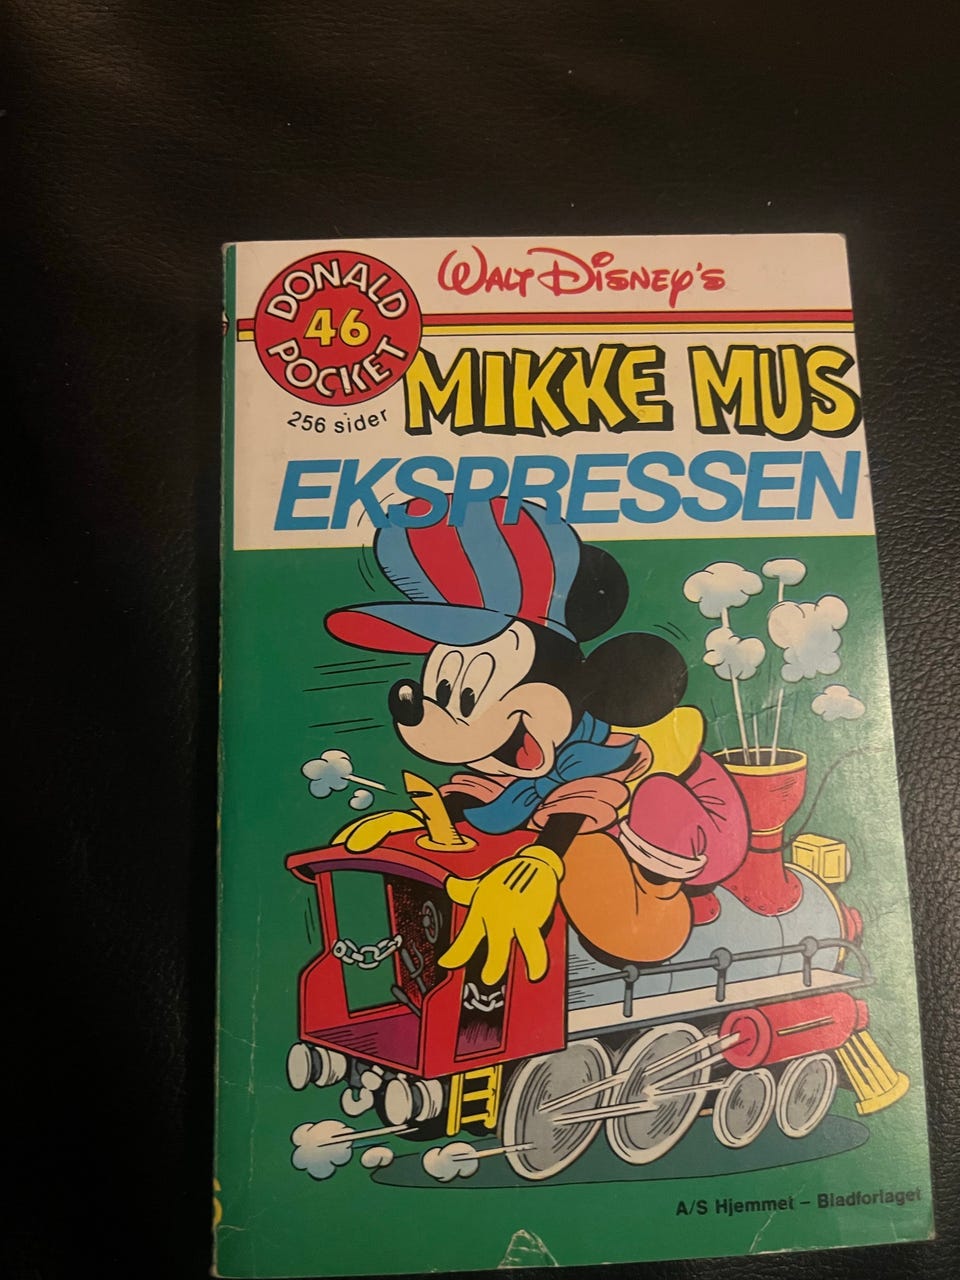 Walt Disney's
DONALD
46
POCKET
256 sider
MIKKE MUS
EKSPRESSEN
A/S Hjemmet – Bladforlaget